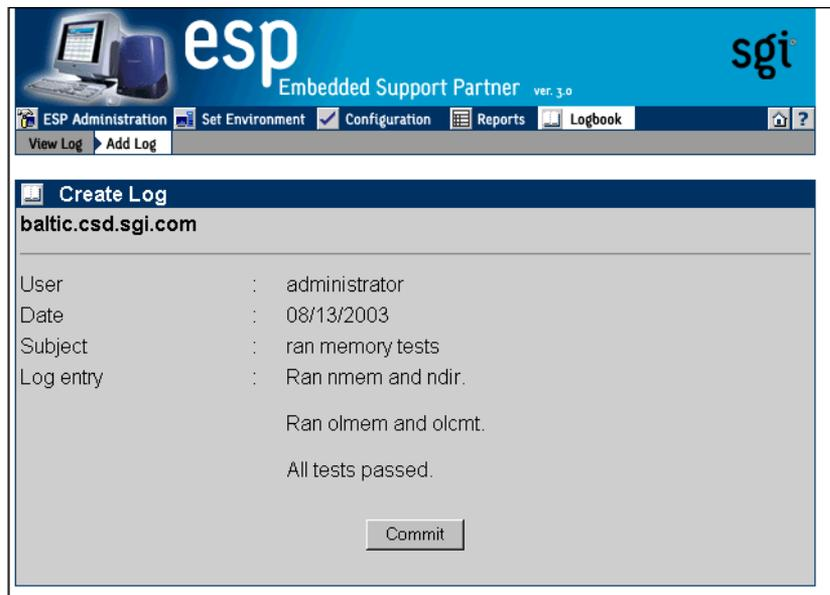 esp
Embedded Support Partner ver. 3.0
sgi
ESP Administration Set Environment Configuration Reports Logbook ?
View Log Add Log
Create Log
baltic.csd.sgi.com
User : administrator
Date : 08/13/2003
Subject : ran memory tests
Log entry : Ran nmem and ndir.
Ran olmem and olcmt.
All tests passed.
Commit